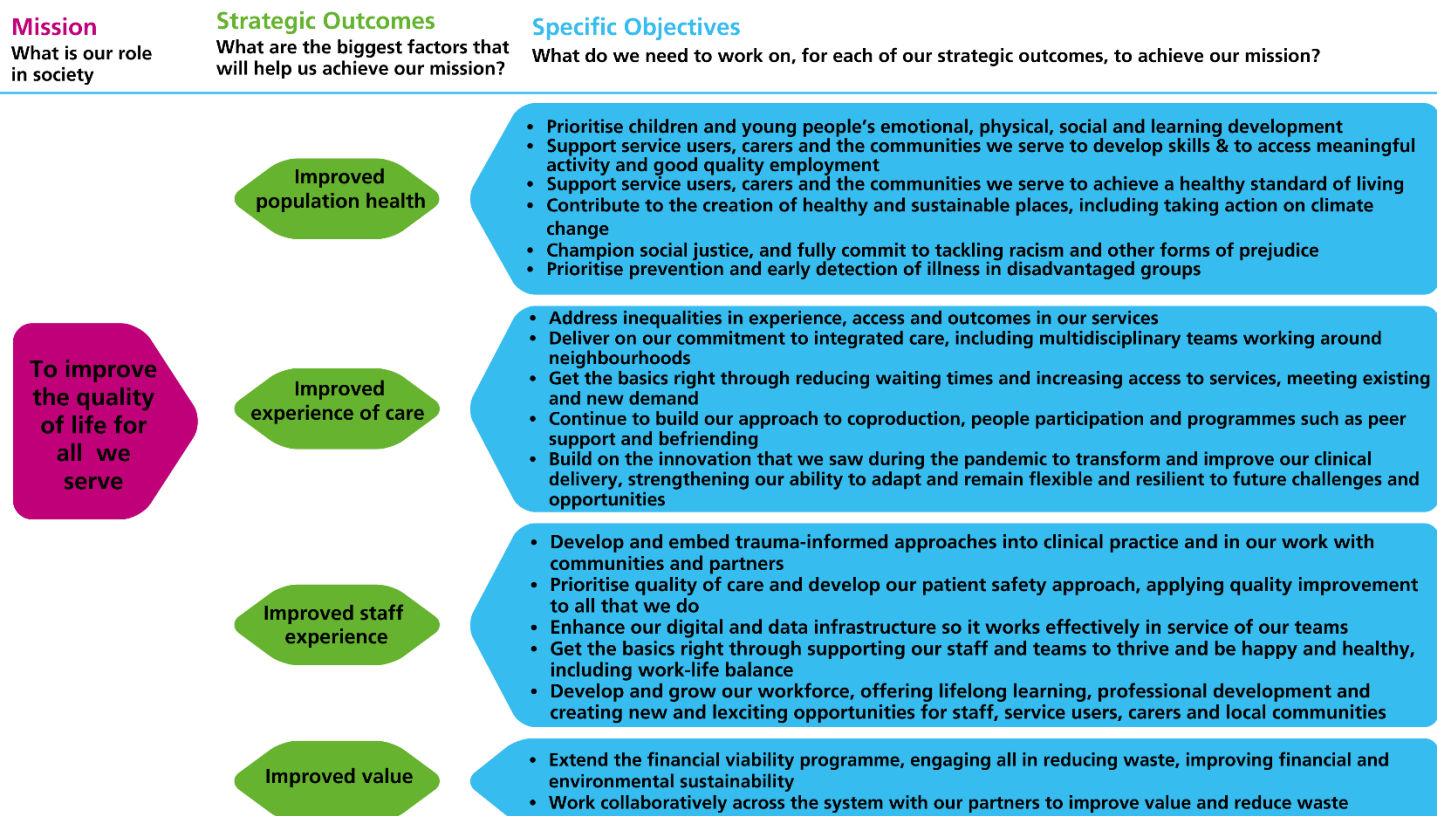 Mission
What is our role
in society
Strategic Outcomes
What are the biggest factors that
will help us achieve our mission?
Specific Objectives
What do we need to work on, for each of our strategic outcomes, to achieve our mission?
To improve
the quality
of life for
all we
serve
Improved
population health
• Prioritise children and young people's emotional, physical, social and learning development
• Support service users, carers and the communities we serve to develop skills & to access meaningful
activity and good quality employment
• Support service users, carers and the communities we serve to achieve a healthy standard of living
• Contribute to the creation of healthy and sustainable places, including taking action on climate
change
• Champion social justice, and fully commit to tackling racism and other forms of prejudice
• Prioritise prevention and early detection of illness in disadvantaged groups
Improved
experience of care
• Address inequalities in experience, access and outcomes in our services
• Deliver on our commitment to integrated care, including multidisciplinary teams working around
neighbourhoods
• Get the basics right through reducing waiting times and increasing access to services, meeting existing
and new demand
• Continue to build our approach to coproduction, people participation and programmes such as peer
support and befriending
• Build on the innovation that we saw during the pandemic to transform and improve our clinical
delivery, strengthening our ability to adapt and remain flexible and resilient to future challenges and
opportunities
Improved staff
experience
• Develop and embed trauma-informed approaches into clinical practice and in our work with
communities and partners
• Prioritise quality of care and develop our patient safety approach, applying quality improvement
to all that we do
• Enhance our digital and data infrastructure so it works effectively in service of our teams
• Get the basics right through supporting our staff and teams to thrive and be happy and healthy,
including work-life balance
• Develop and grow our workforce, offering lifelong learning, professional development and
creating new and lexciting opportunities for staff, service users, carers and local communities
Improved value
• Extend the financial viability programme, engaging all in reducing waste, improving financial and
environmental sustainability
• Work collaboratively across the system with our partners to improve value and reduce waste